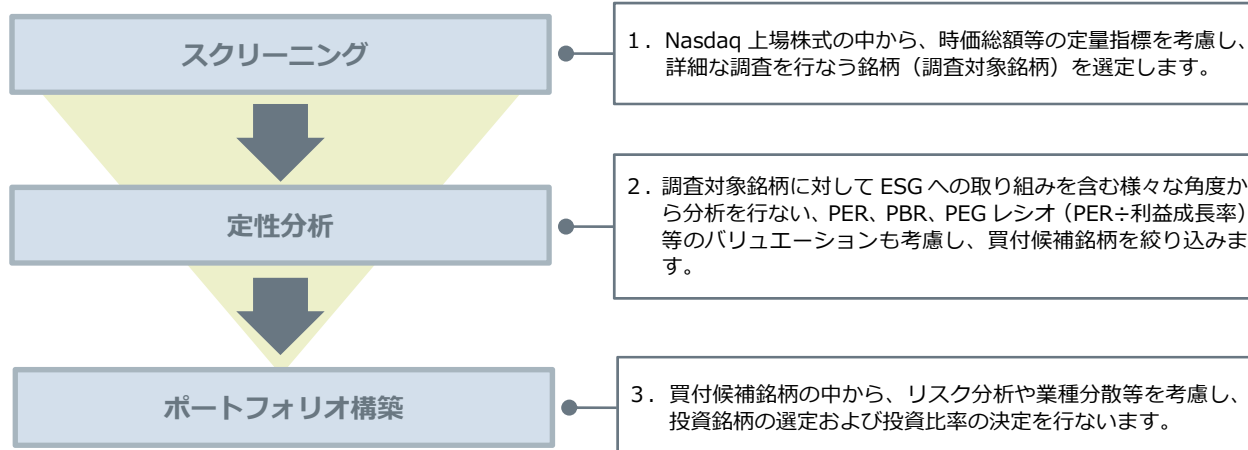 スクリーニング
1．Nasdaq 上場株式の中から、時価総額等の定量指標を考慮し、
詳細な調査を行なう銘柄（調査対象銘柄）を選定します。
定性分析
2．調査対象銘柄に対して ESG への取り組みを含む様々な角度か
ら分析を行ない、PER、PBR、PEG レシオ（PER÷利益成長率）
等のバリュエーションも考慮し、買付候補銘柄を絞り込みま
す。
ポートフォリオ構築
3．買付候補銘柄の中から、リスク分析や業種分散等を考慮し、
投資銘柄の選定および投資比率の決定を行ないます。